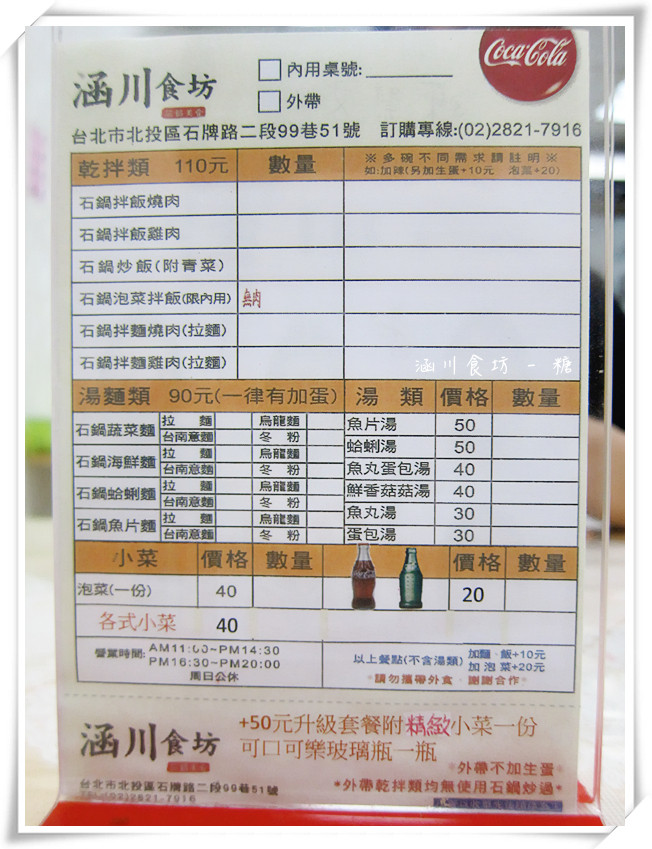 涵川食坊
內用桌號:
外帶
Coca-Cola
台北市北投區石牌路二段99巷51號 訂購專線:(02)2821-7916
乾拌類 110元 數量 ※多碗不同需求請註明※
如:加辣(另加生蛋+10元 泡菜+20)
石鍋拌飯燒肉
石鍋拌飯雞肉
石鍋炒飯(附青菜)
石鍋泡菜拌飯(限內用)
石鍋拌麵燒肉(拉麵)
石鍋拌麵雞肉(拉麵)
涵川食坊 - 糖
湯麵類 90元(一律有加蛋) 湯 類 價格 數量
石鍋蔬菜麵 拉 麵 烏龍麵 魚片湯 50
台南意麵 冬 粉
石鍋海鮮麵 拉 麵 烏龍麵 蛤蜊湯 50
台南意麵 冬 粉 魚丸蛋包湯 40
石鍋蛤蜊麵 拉 麵 烏龍麵 鮮香菇菇湯 40
台南意麵 冬 粉
石鍋魚片麵 拉 麵 烏龍麵 魚丸湯 30
台南意麵 冬 粉 蛋包湯 30
小菜 價格 數量 價格 數量
泡菜(一份) 40 20
各式小菜 40
營業時間: AM11:00~PM14:30
PM16:30~PM20:00
周日公休
以上餐點(不含湯類) 加麵、飯+10元
加泡菜+20元
*請勿攜帶外食、謝謝合作*
涵川食坊
+50元升級套餐附精緻小菜一份
可口可樂玻璃瓶一瓶
*外帶不加生蛋*
*外帶乾拌類均無使用石鍋炒過*
台北市北投區石牌路二段99巷51號
TEL:(02)2821-7916